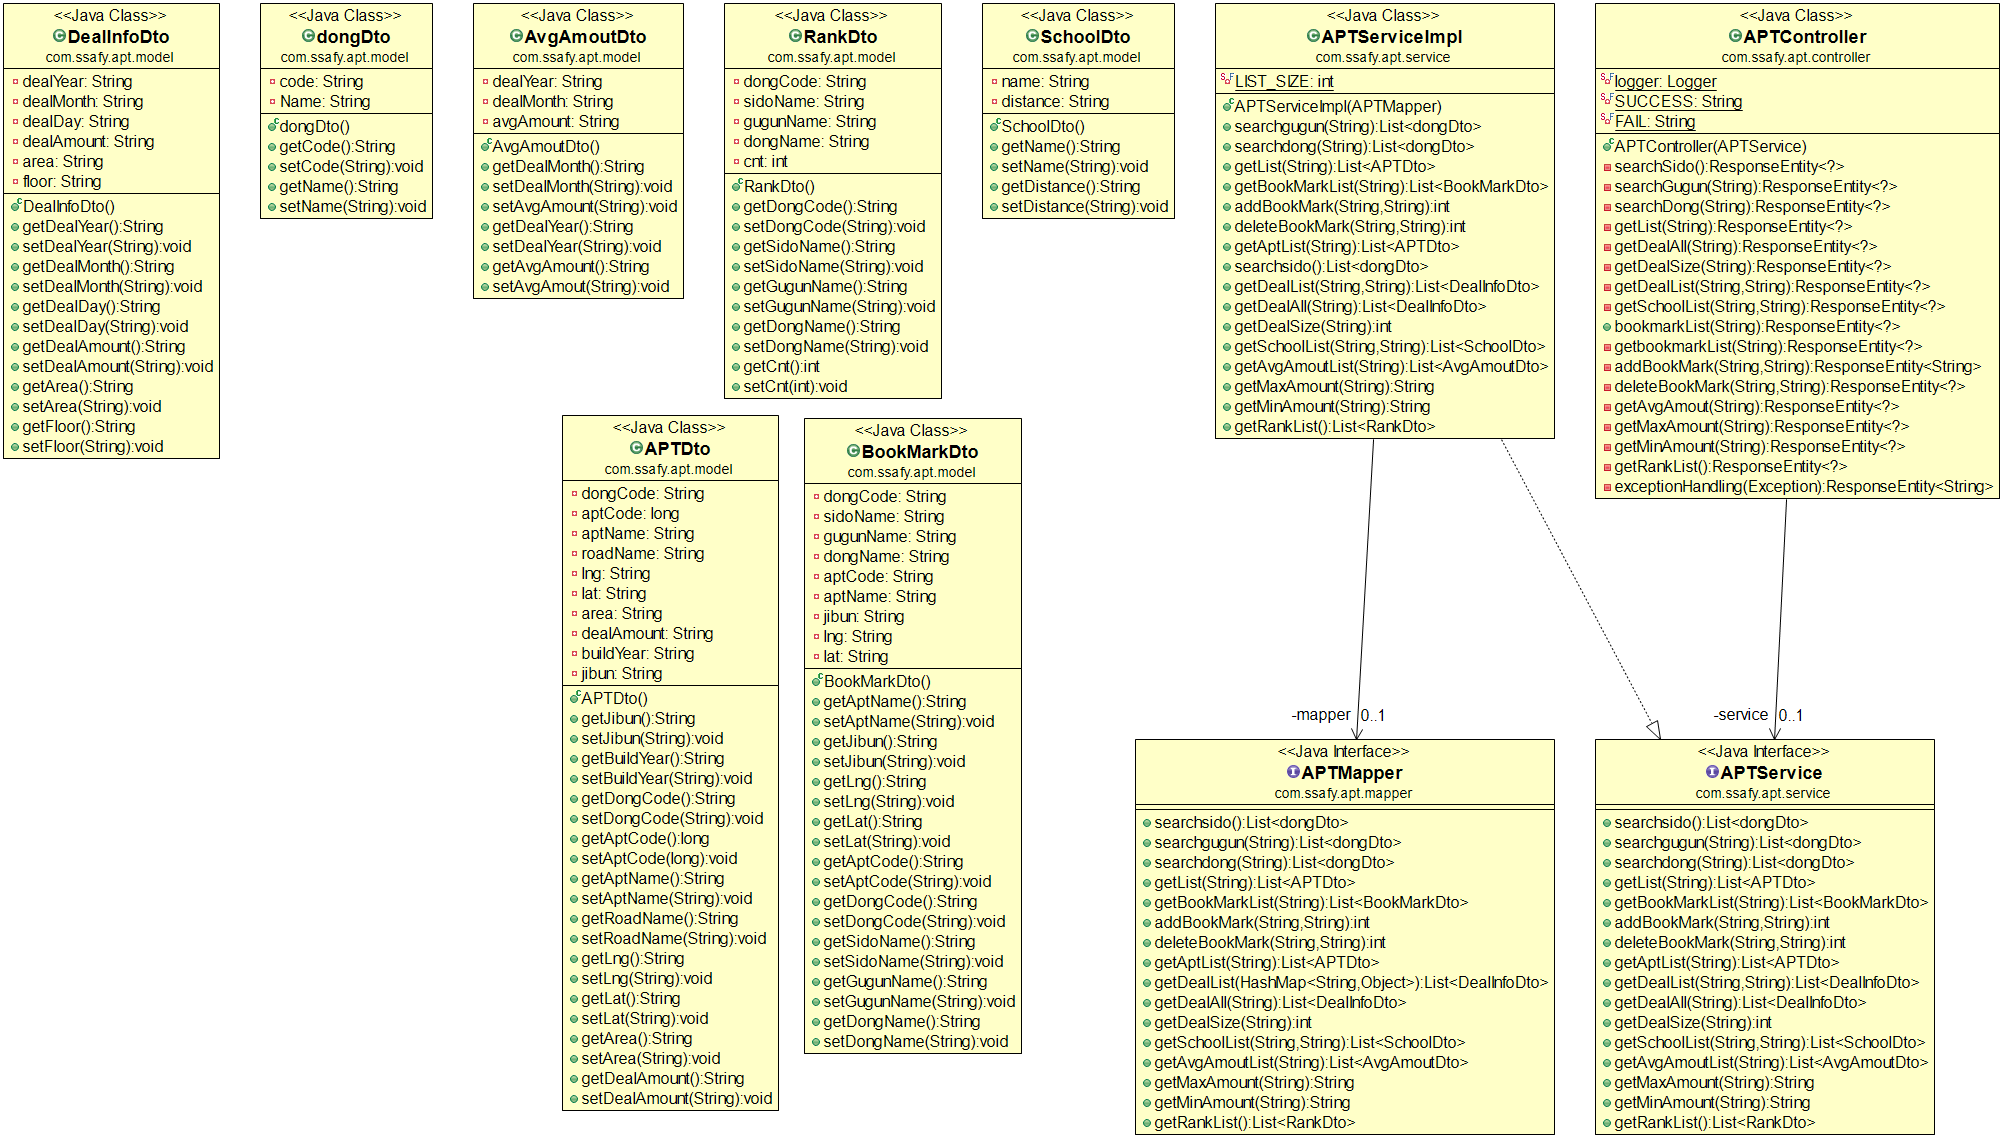 <<Java Class>>
DealInfoDto
com.ssafy.apt.model
dealYear: String
dealMonth: String
dealDay: String
dealAmount: String
area: String
floor: String
DealInfoDto()
getDealYear():String
setDealYear(String):void
getDealMonth():String
setDealMonth(String):void
getDealDay():String
setDealDay(String):void
getDealAmount():String
setDealAmount(String):void
getArea():String
setArea(String):void
getFloor():String
setFloor(String):void
<<Java Class>>
dongDto
com.ssafy.apt.model
code: String
Name: String
dongDto()
getCode():String
setCode(String):void
getName():String
setName(String):void
<<Java Class>>
AvgAmoutDto
com.ssafy.apt.model
dealYear: String
dealMonth: String
avgAmount: String
AvgAmoutDto()
getDealMonth():String
setDealMonth(String):void
setAvgAmount(String):void
getDealYear():String
setDealYear(String):void
getAvgAmount():String
setAvgAmout(String):void
<<Java Class>>
RankDto
com.ssafy.apt.model
dongCode: String
sidoName: String
gugunName: String
dongName: String
cnt: int
RankDto()
getDongCode():String
setDongCode(String):void
getSidoName():String
setSidoName(String):void
getGugunName():String
setGugunName(String):void
getDongName():String
setDongName(String):void
getCnt():int
setCnt(int):void
<<Java Class>>
SchoolDto
com.ssafy.apt.model
name: String
distance: String
SchoolDto()
getName():String
setName(String):void
getDistance():String
setDistance(String):void
<<Java Class>>
APTServiceImpl
com.ssafy.apt.service
LIST_SIZE: int
APTServiceImpl(APTMapper)
searchgugun(String):List<dongDto>
searchdong(String):List<dongDto>
getList(String):List<APTDto>
getBookMarkList(String):List<BookMarkDto>
addBookMark(String,String):int
deleteBookMark(String,String):int
getAptList(String):List<APTDto>
searchsido():List<dongDto>
getDealList(String,String):List<DealInfoDto>
getDealAll(String):List<DealInfoDto>
getDealSize(String):int
getSchoolList(String,String):List<SchoolDto>
getAvgAmoutList(String):List<AvgAmoutDto>
getMaxAmount(String):String
getMinAmount(String):String
getRankList():List<RankDto>
<<Java Class>>
APTController
com.ssafy.apt.controller
logger: Logger
SUCCESS: String
FAIL: String
APTController(APTService)
searchSido():ResponseEntity<?>
searchGugun(String):ResponseEntity<?>
searchDong(String):ResponseEntity<?>
getList(String):ResponseEntity<?>
getDealAll(String):ResponseEntity<?>
getDealSize(String):ResponseEntity<?>
getDealList(String,String):ResponseEntity<?>
getSchoolList(String,String):ResponseEntity<?>
bookmarkList(String):ResponseEntity<?>
getbookmarkList(String):ResponseEntity<?>
addBookMark(String,String):ResponseEntity<String>
deleteBookMark(String,String):ResponseEntity<?>
getAvgAmout(String):ResponseEntity<?>
getMaxAmount(String):ResponseEntity<?>
getMinAmount(String):ResponseEntity<?>
getRankList():ResponseEntity<?>
exceptionHandling(Exception):ResponseEntity<String>
<<Java Class>>
APTDto
com.ssafy.apt.model
dongCode: String
aptCode: long
aptName: String
roadName: String
lng: String
lat: String
area: String
dealAmount: String
buildYear: String
jibun: String
APTDto()
getJibun():String
setJibun(String):void
getBuildYear():String
setBuildYear(String):void
getDongCode():String
setDongCode(String):void
getAptCode():long
setAptCode(long):void
getAptName():String
setAptName(String):void
getRoadName():String
setRoadName(String):void
getLng():String
setLng(String):void
getLat():String
setLat(String):void
getArea():String
setArea(String):void
getDealAmount():String
setDealAmount(String):void
<<Java Class>>
BookMarkDto
com.ssafy.apt.model
dongCode: String
sidoName: String
gugunName: String
dongName: String
aptCode: String
aptName: String
jibun: String
lng: String
lat: String
BookMarkDto()
getAptName():String
setAptName(String):void
getJibun():String
setJibun(String):void
getLng():String
setLng(String):void
getLat():String
setLat(String):void
getAptCode():String
setAptCode(String):void
getDongCode():String
setDongCode(String):void
getSidoName():String
setSidoName(String):void
getGugunName():String
setGugunName(String):void
getDongName():String
setDongName(String):void
-mapper 0..1
-service 0..1
<<Java Interface>>
APTMapper
com.ssafy.apt.mapper
searchsido():List<dongDto>
searchgugun(String):List<dongDto>
searchdong(String):List<dongDto>
getList(String):List<APTDto>
getBookMarkList(String):List<BookMarkDto>
addBookMark(String,String):int
deleteBookMark(String,String):int
getAptList(String):List<APTDto>
getDealList(HashMap<String,Object>):List<DealInfoDto>
getDealAll(String):List<DealInfoDto>
getDealSize(String):int
getSchoolList(String,String):List<SchoolDto>
getAvgAmoutList(String):List<AvgAmoutDto>
getMaxAmount(String):String
getMinAmount(String):String
getRankList():List<RankDto>
<<Java Interface>>
APTService
com.ssafy.apt.service
searchsido():List<dongDto>
searchgugun(String):List<dongDto>
searchdong(String):List<dongDto>
getList(String):List<APTDto>
getBookMarkList(String):List<BookMarkDto>
addBookMark(String,String):int
deleteBookMark(String,String):int
getAptList(String):List<APTDto>
getDealList(String,String):List<DealInfoDto>
getDealAll(String):List<DealInfoDto>
getDealSize(String):int
getSchoolList(String,String):List<SchoolDto>
getAvgAmoutList(String):List<AvgAmoutDto>
getMaxAmount(String):String
getMinAmount(String):String
getRankList():List<RankDto>